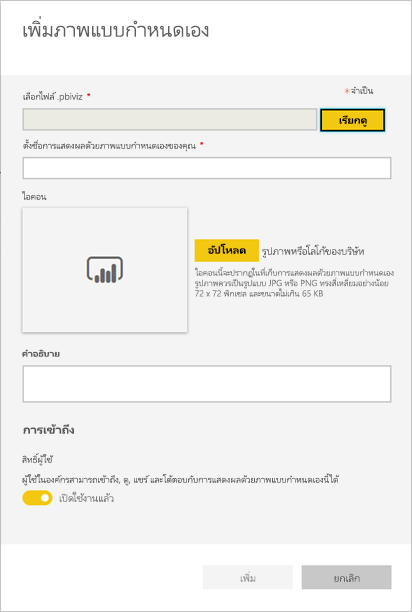 เพิ่มภาพแบบกำหนดเอง
*จำเป็น
เลือกไฟล์ .pbiviz *
เรียกดู
ตั้งชื่อการแสดงผลด้วยภาพแบบกำหนดเองของคุณ *
ไอคอน
อัปโหลด รูปภาพหรือโลโก้ของบริษัท
ไอคอนนี้จะปรากฏในที่เก็บการแสดงผลด้วยภาพแบบกำหนดเอง
รูปภาพควรเป็นรูปแบบ JPG หรือ PNG ทรงสี่เหลี่ยมอย่างน้อย
72 x 72 พิกเซล และขนาดไม่เกิน 65 KB
คำอธิบาย
การเข้าถึง
สิทธิ์ผู้ใช้
ผู้ใช้ในองค์กรสามารถเข้าถึง, ดู, แชร์ และโต้ตอบกับการแสดงผลด้วยภาพแบบกำหนดเองนี้ได้
เปิดใช้งานแล้ว
เพิ่ม ยกเลิก